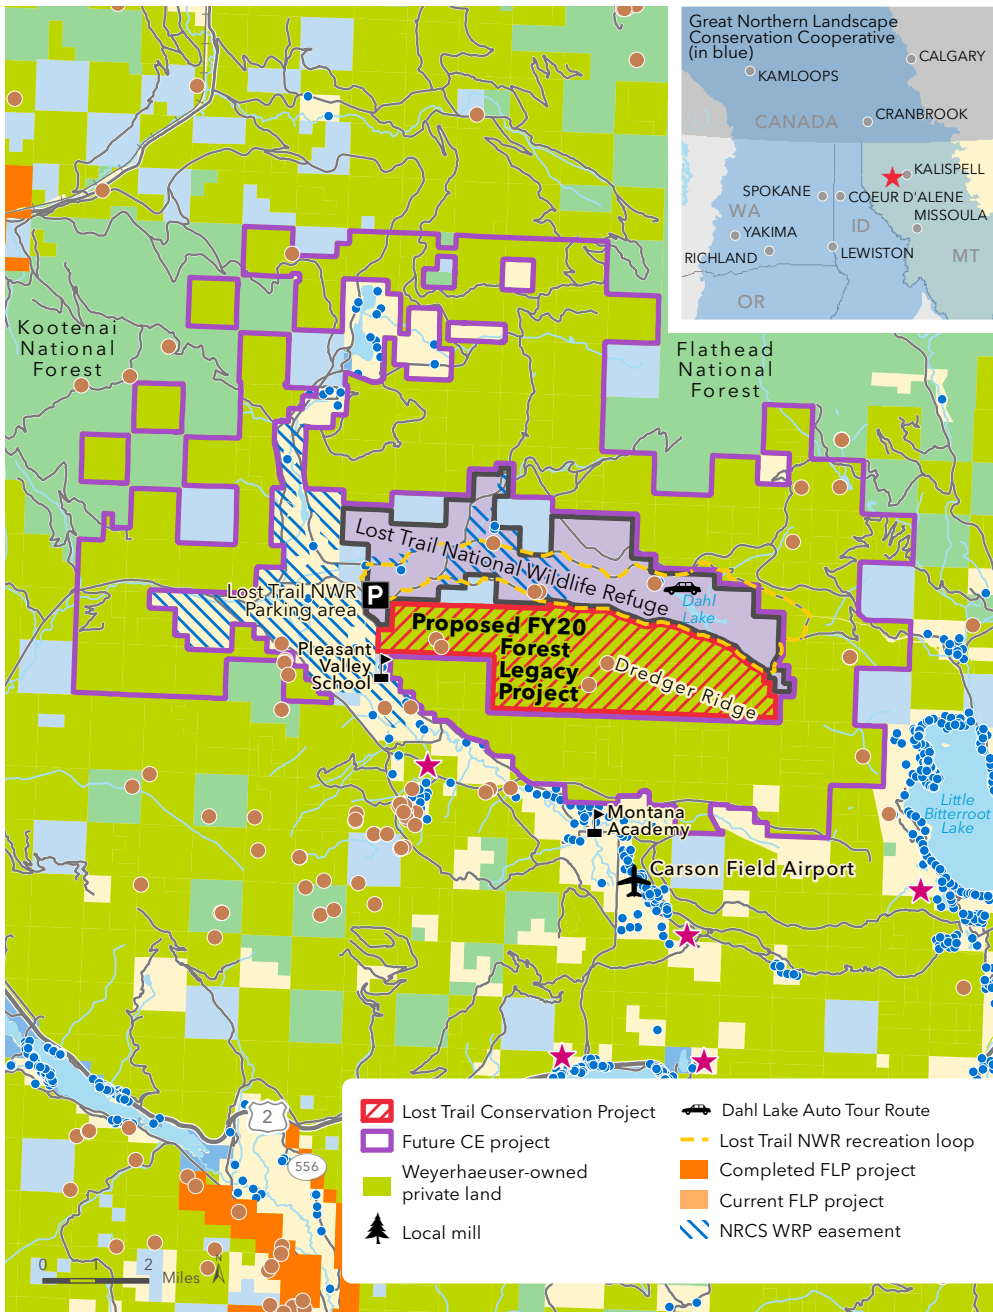 Great Northern Landscape
Conservation Cooperative
(in blue)
CALGARY
KAMLOOPS
CANADA
CRANBROOK
KALISPELL
SPOKANE
COEUR D'ALENE
WA
MISSOULA
ID
YAKIMA
RICHLAND
LEWISTON
MT
OR
Kootenai
National
Forest
Flathead
National
Forest
Lost Trail National Wildlife Refuge
Lost Trail NWR
Parking area
P
Dahl
Lake
Proposed FY20
Forest
Legacy
Project
Dredger Ridge
Pleasant
Valley
School
Montana
Academy
Little
Bitterroot
Lake
Carson Field Airport
2
556
Lost Trail Conservation Project
Future CE project
Weyerhaeuser-owned
private land
Local mill
Dahl Lake Auto Tour Route
Lost Trail NWR recreation loop
Completed FLP project
Current FLP project
NRCS WRP easement
0 1 2
Miles
N